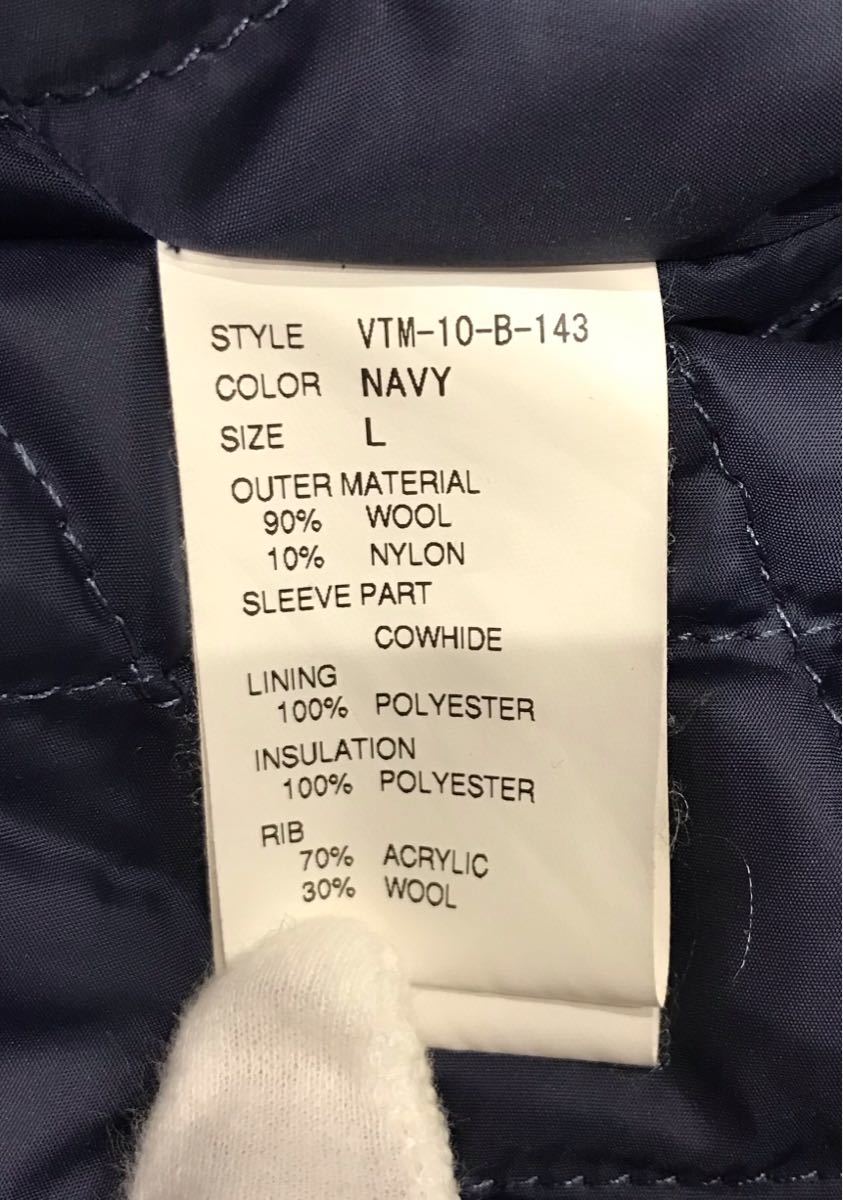 STYLE VTM-10-B-143
COLOR NAVY
SIZE L
OUTER MATERIAL
90% WOOL
10% NYLON
SLEEVE PART
COWHIDE
LINING
100% POLYESTER
INSULATION
100% POLYESTER
RIB
70% ACRYLIC
30% WOOL